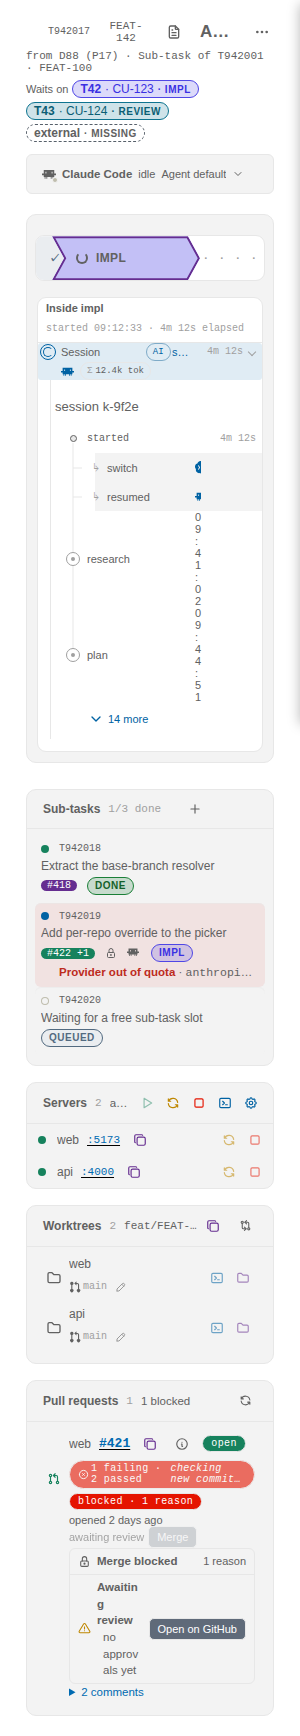 T942017 FEAT-142 A...
from D88 (P17) · Sub-task of T942001
· FEAT-100
Waits on T42 · CU-123 · IMPL
T43 · CU-124 · REVIEW
external · MISSING
Claude Code idle Agent default
✓ IMPL
Inside impl
started 09:12:33 · 4m 12s elapsed
Session AI s... 4m 12s
Σ 12.4k tok
session k-9f2e
started 4m 12s
↳ switch
↳ resumed
research 09:41:02
plan 09:44:51
14 more
Sub-tasks 1/3 done
T942018
Extract the base-branch resolver
#418 DONE
T942019
Add per-repo override to the picker
#422 +1 IMPL
Provider out of quota · anthropi...
T942020
Waiting for a free sub-task slot
QUEUED
Servers 2 a...
web :5173
api :4000
Worktrees 2 feat/FEAT-...
web
main
api
main
Pull requests 1 1 blocked
web #421 open
1 failing · 2 passed checking new commit...
blocked · 1 reason
opened 2 days ago
awaiting review Merge
Merge blocked 1 reason
Awaiting review no approvals yet Open on GitHub
2 comments